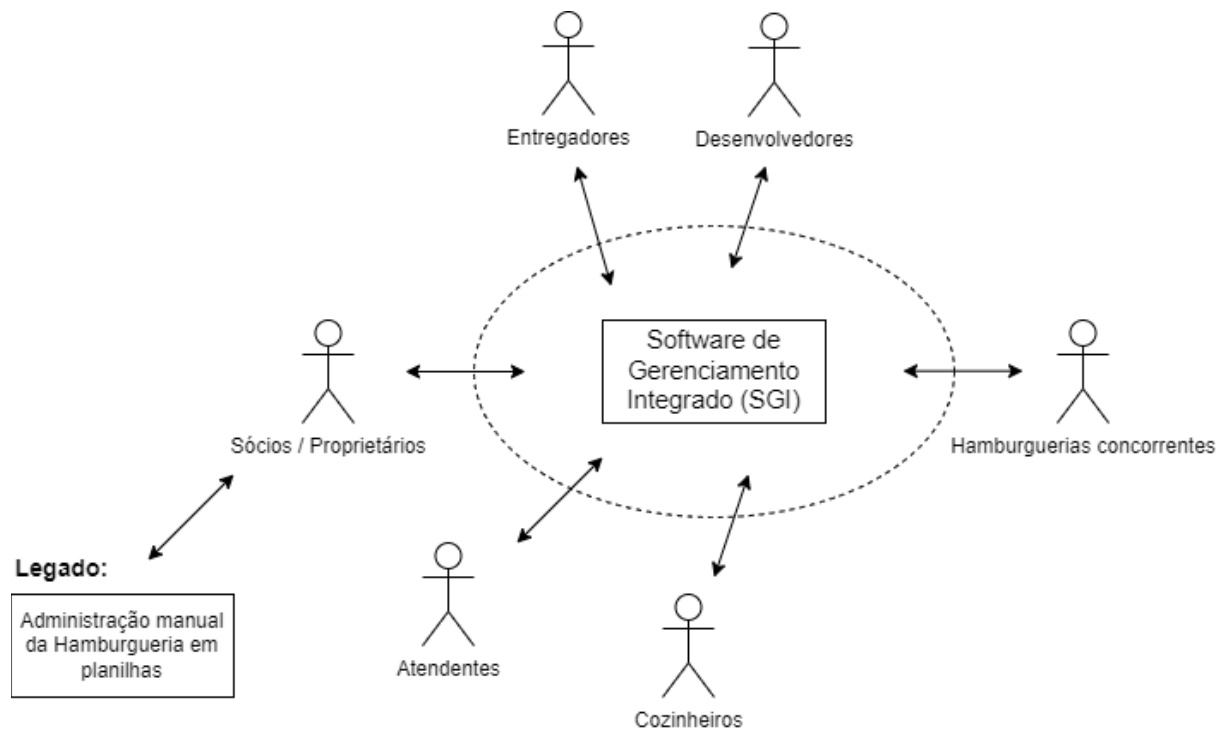 Entregadores
Desenvolvedores
Software de
Gerenciamento
Integrado (SGI)
Sócios / Proprietários
Hamburguerias concorrentes
Legado:
Administração manual
da Hamburgueria em
planilhas
Atendentes
Cozinheiros